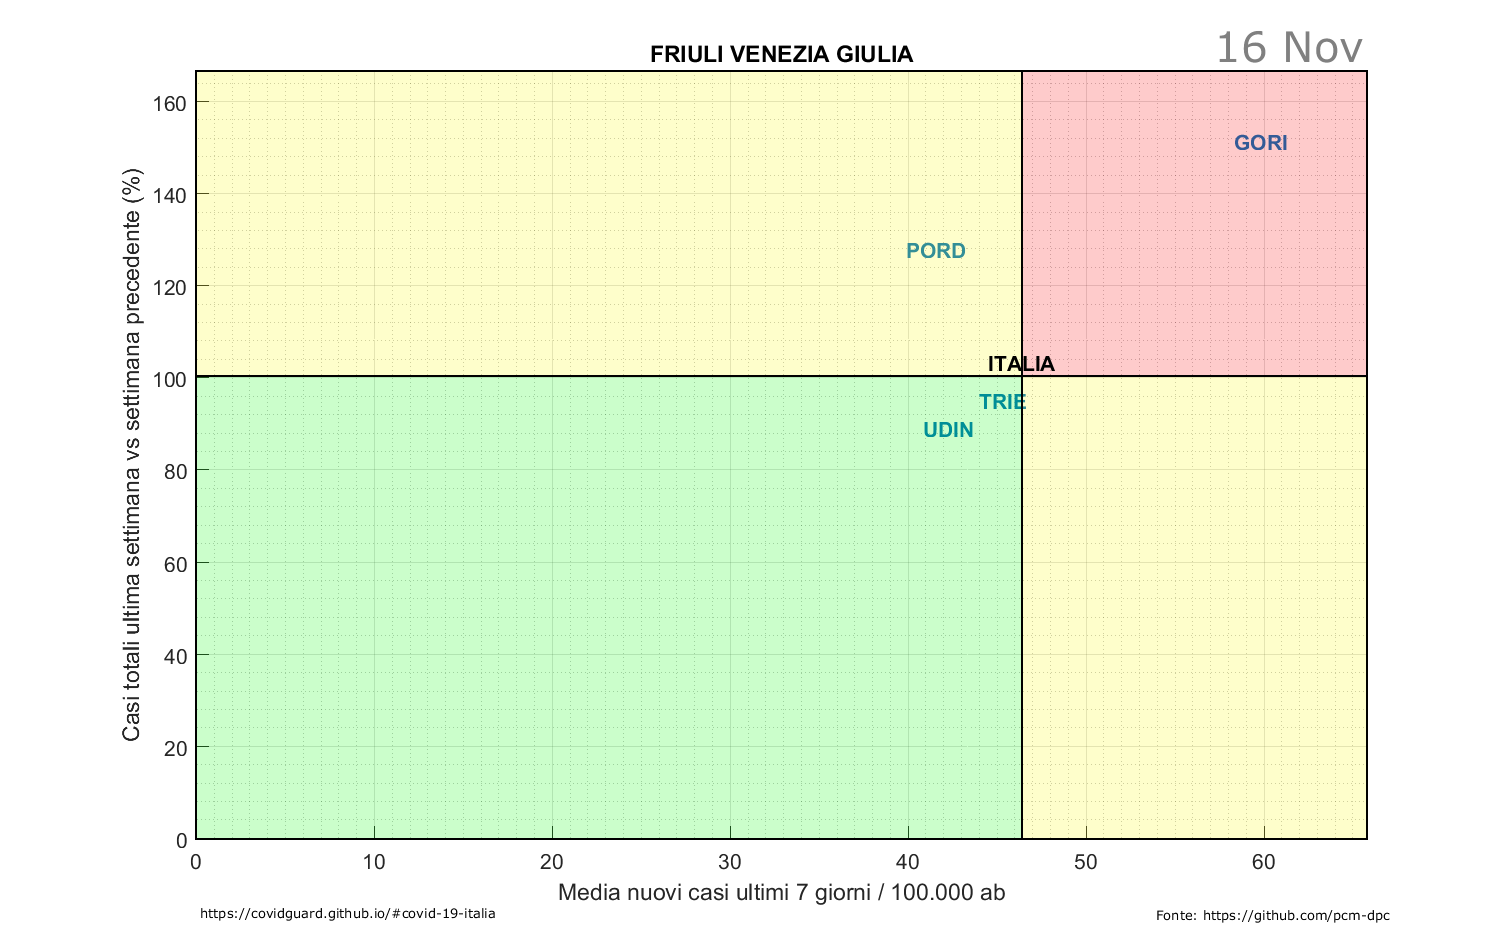 16 Nov
FRIULI VENEZIA GIULIA
Casi totali ultima settimana vs settimana precedente (%)
160
140
120
100
80
60
40
20
0
GORI
PORD
ITALIA
TRIE
UDIN
0 10 20 30 40 50 60
Media nuovi casi ultimi 7 giorni / 100.000 ab
https://covidguard.github.io/#covid-19-italia
Fonte: https://github.com/pcm-dpc